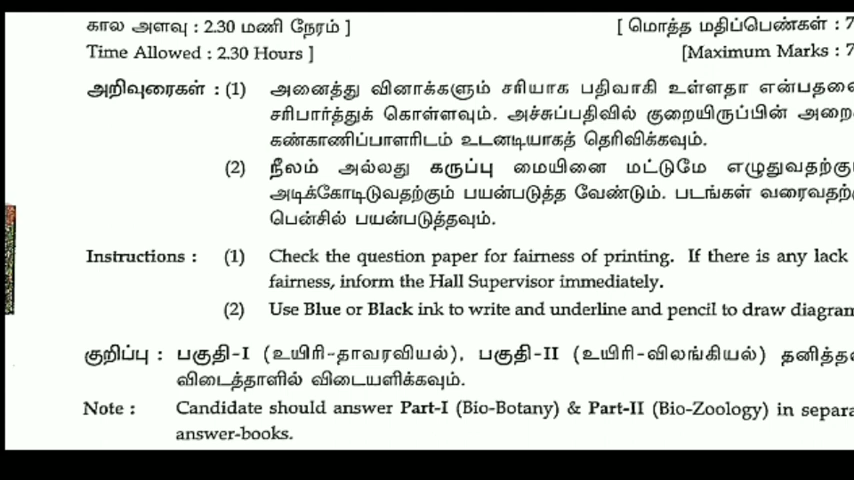 கால அளவு : 2.30 மணி நேரம் ] [ மொத்த மதிப்பெண்கள் : 7
Time Allowed : 2.30 Hours ] [Maximum Marks : 7
அறிவுரைகள் : (1) அனைத்து வினாக்களும் சரியாக பதிவாகி உள்ளதா என்பதனை
சரிபார்த்துக் கொள்ளவும். அச்சுப்பதிவில் குறையிருப்பின் அறை
கண்காணிப்பாளரிடம் உடனடியாகத் தெரிவிக்கவும்.
(2) நீலம் அல்லது கருப்பு மையினை மட்டுமே எழுதுவதற்கு
அடிக்கோடிடுவதற்கும் பயன்படுத்த வேண்டும். படங்கள் வரைவதற்
பென்சில் பயன்படுத்தவும்.
Instructions : (1) Check the question paper for fairness of printing. If there is any lack
fairness, inform the Hall Supervisor immediately.
(2) Use Blue or Black ink to write and underline and pencil to draw diagram
குறிப்பு : பகுதி-I (உயிரி-தாவரவியல்), பகுதி-II (உயிரி-விலங்கியல்) தனித்த
விடைத்தாளில் விடையளிக்கவும்.
Note : Candidate should answer Part-I (Bio-Botany) & Part-II (Bio-Zoology) in separa
answer-books.